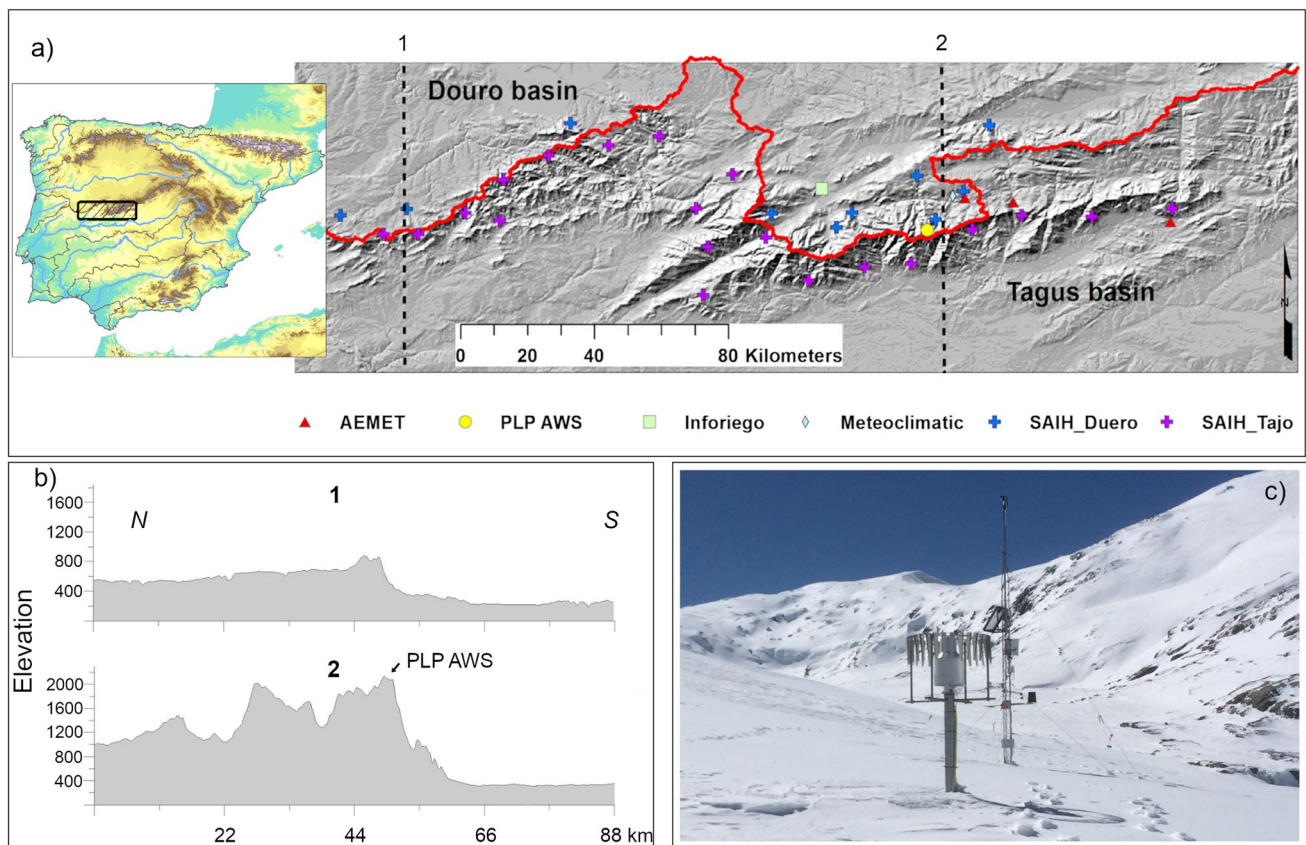 a)
1
2
Douro basin
Tagus basin
0 20 40 80 Kilometers
AEMET
PLP AWS
Inforiego
Meteoclimatic
SAIH_Duero
SAIH_Tajo
b)
1
N
S
1600
1200
800
400
Elevation
2
PLP AWS
2000
1600
1200
800
400
22
44
66
88 km
c)